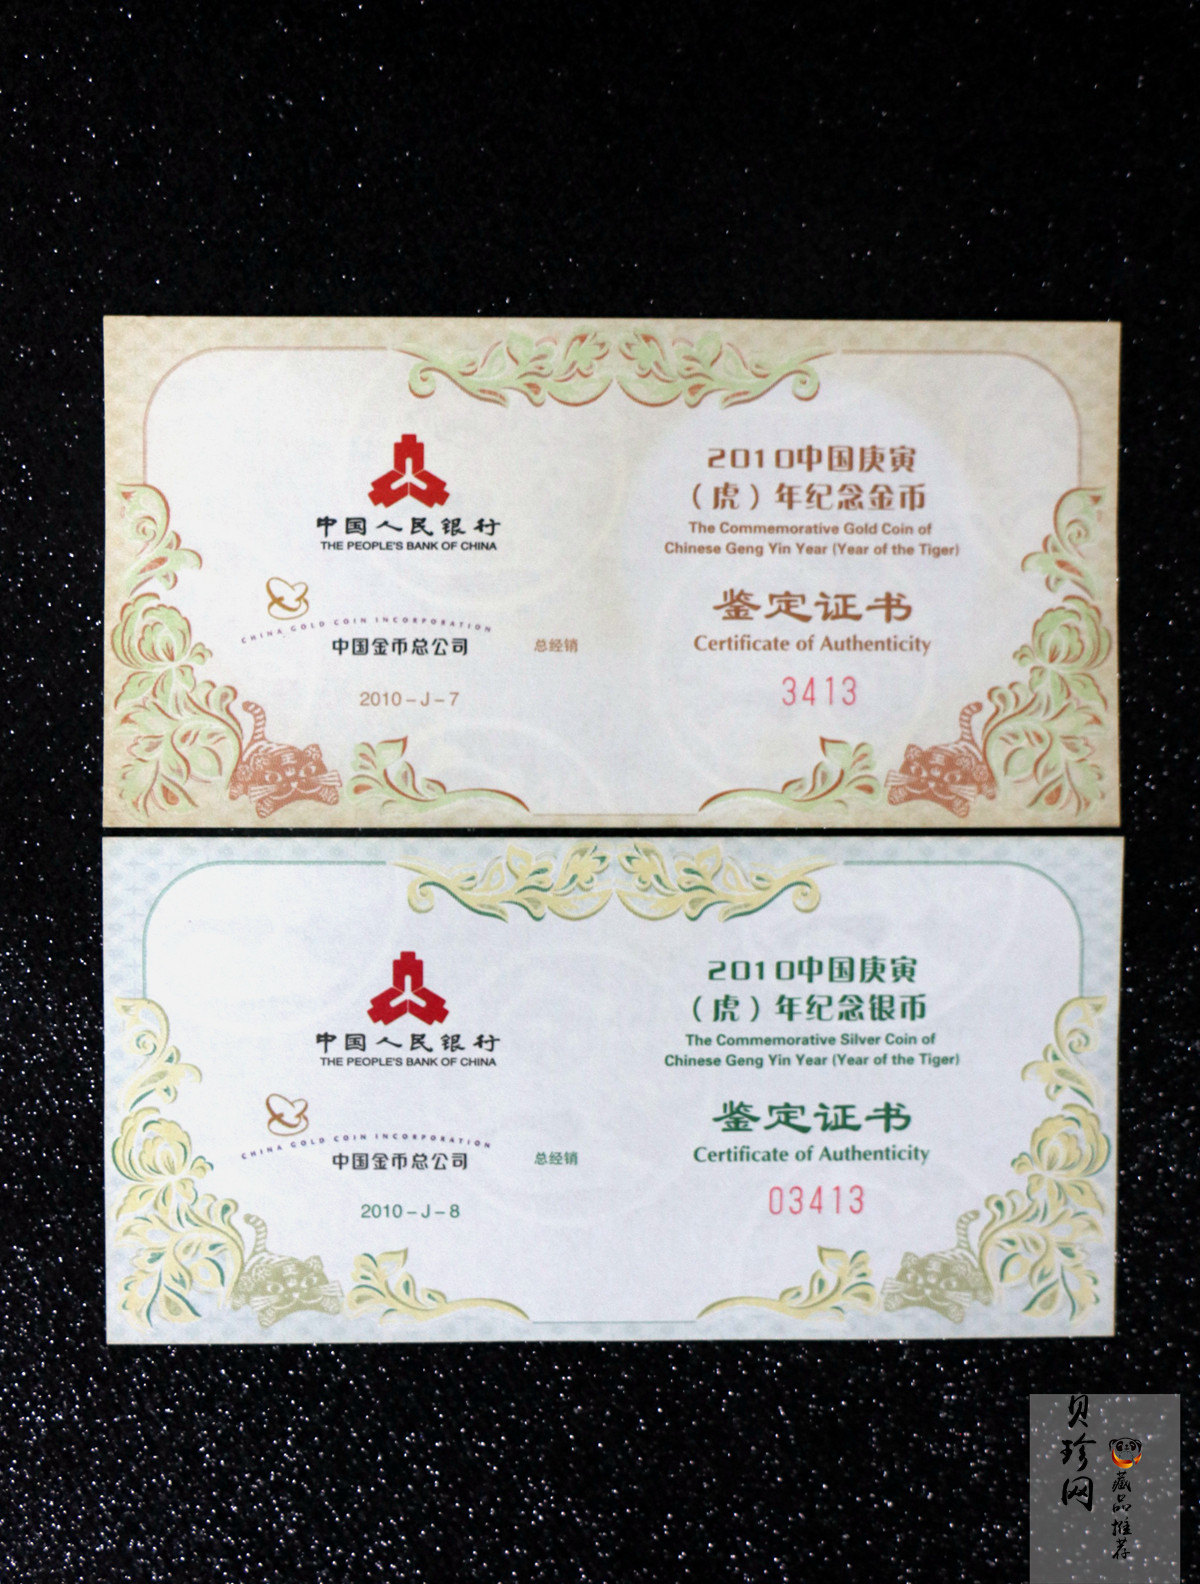 中国人民银行
THE PEOPLE'S BANK OF CHINA
CHINA GOLD COIN INCORPORATION
中国金币总公司 总经销
2010-J-7
2010中国庚寅
（虎）年纪念金币
The Commemorative Gold Coin of
Chinese Geng Yin Year (Year of the Tiger)
鉴定证书
Certificate of Authenticity
3413
王
王
中国人民银行
THE PEOPLE'S BANK OF CHINA
CHINA GOLD COIN INCORPORATION
中国金币总公司 总经销
2010-J-8
2010中国庚寅
（虎）年纪念银币
The Commemorative Silver Coin of
Chinese Geng Yin Year (Year of the Tiger)
鉴定证书
Certificate of Authenticity
03413
贝珍网
藏品推荐